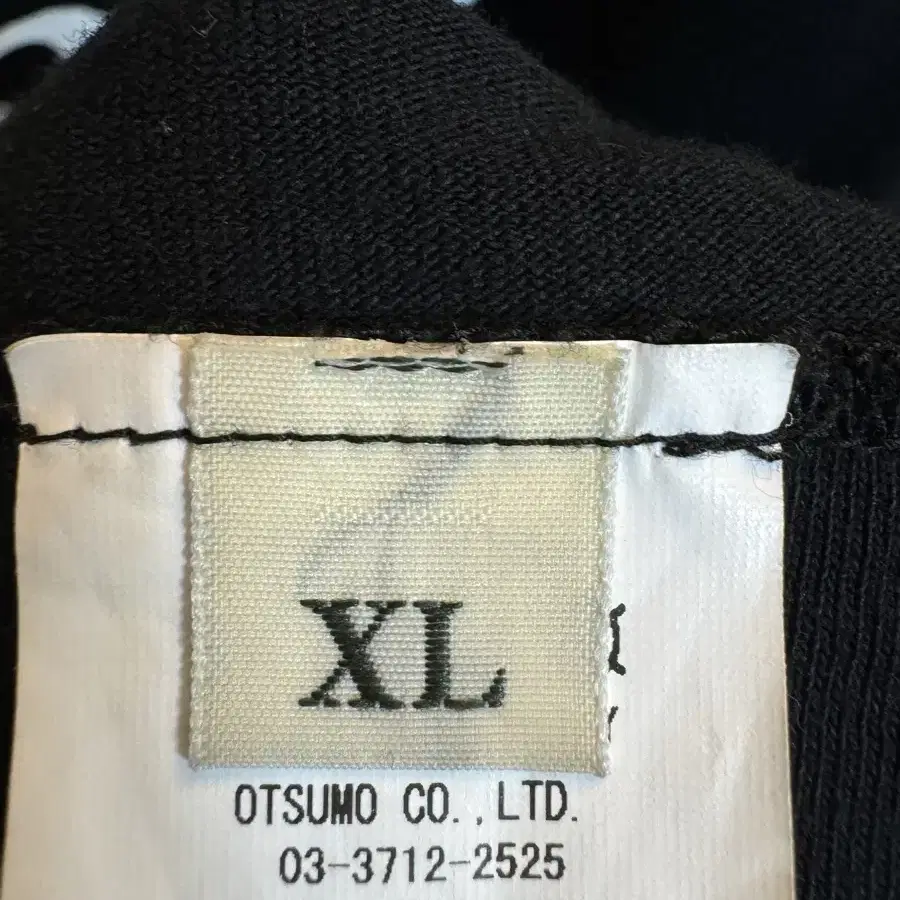 XL
OTSUMO CO.,LTD.
03-3712-2525